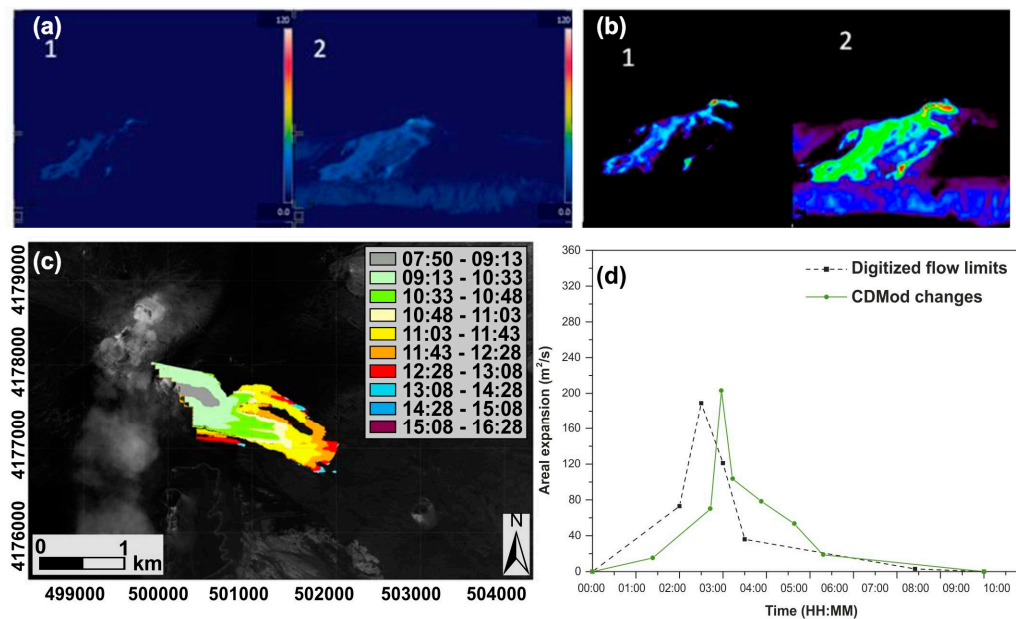 (a)
1
120
0.0
2
120
0.0
(b)
1
2
(c)
07:50 - 09:13
09:13 - 10:33
10:33 - 10:48
10:48 - 11:03
11:03 - 11:43
11:43 - 12:28
12:28 - 13:08
13:08 - 14:28
14:28 - 15:08
15:08 - 16:28
4179000
4178000
4177000
4176000
0 1
km
N
499000 500000 501000 502000 503000 504000
(d)
Digitized flow limits
CDMod changes
Areal expansion (m²/s)
360
320
280
240
200
160
120
80
40
0
00:00 01:00 02:00 03:00 04:00 05:00 06:00 07:00 08:00 09:00 10:00
Time (HH:MM)